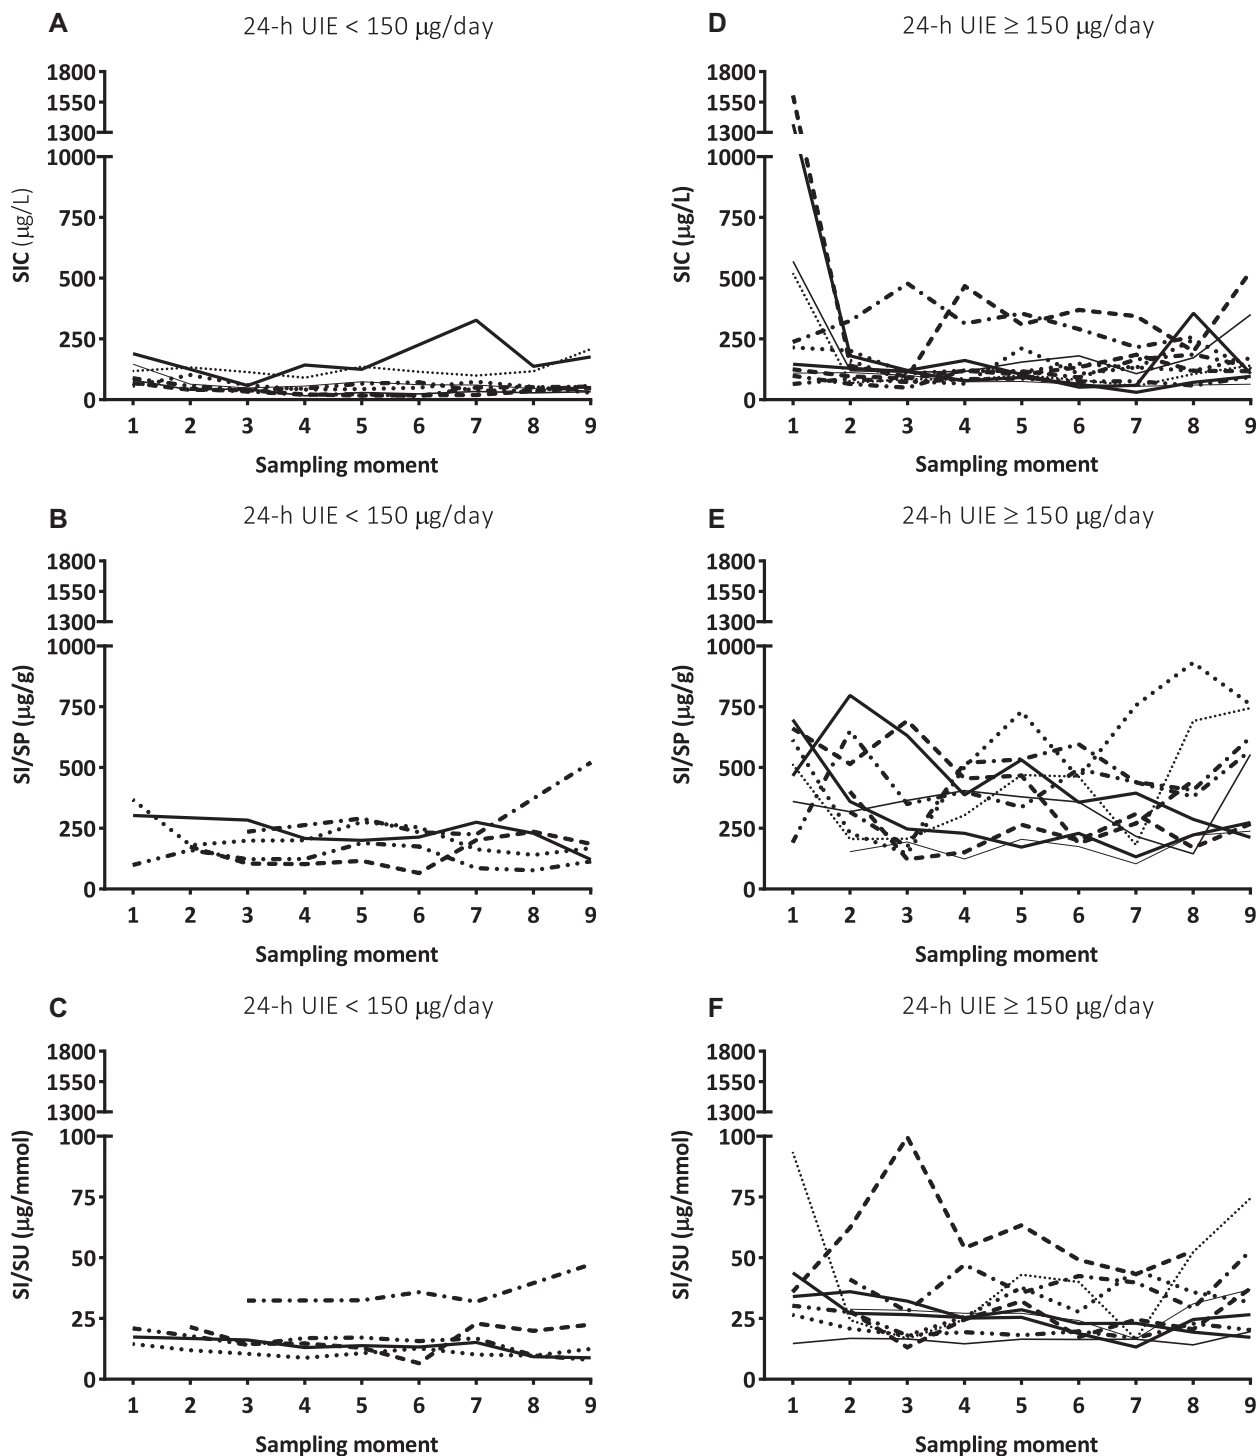 A
24-h UIE < 150 µg/day
1800
1550
1300
1000
750
500
250
0
SIC (µg/L)
1 2 3 4 5 6 7 8 9
Sampling moment
D
24-h UIE ≥ 150 µg/day
1800
1550
1300
1000
750
500
250
0
SIC (µg/L)
1 2 3 4 5 6 7 8 9
Sampling moment
B
24-h UIE < 150 µg/day
1800
1550
1300
1000
750
500
250
0
SI/SP (µg/g)
1 2 3 4 5 6 7 8 9
Sampling moment
E
24-h UIE ≥ 150 µg/day
1800
1550
1300
1000
750
500
250
0
SI/SP (µg/g)
1 2 3 4 5 6 7 8 9
Sampling moment
C
24-h UIE < 150 µg/day
1800
1550
1300
100
75
50
25
0
SI/SU (µg/mmol)
1 2 3 4 5 6 7 8 9
Sampling moment
F
24-h UIE ≥ 150 µg/day
1800
1550
1300
100
75
50
25
0
SI/SU (µg/mmol)
1 2 3 4 5 6 7 8 9
Sampling moment